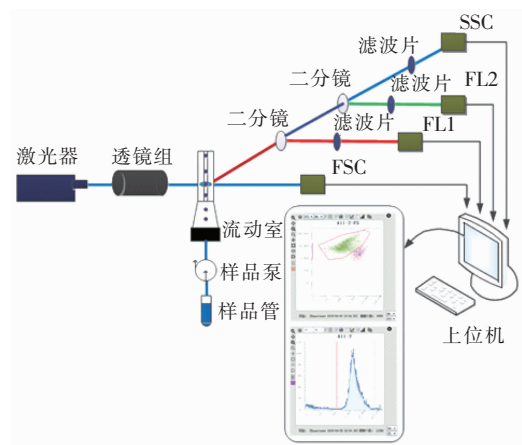 SSC
滤波片
FL2
二分镜
滤波片
二分镜
滤波片
FL1
激光器
透镜组
FSC
流动室
样品泵
样品管
上位机